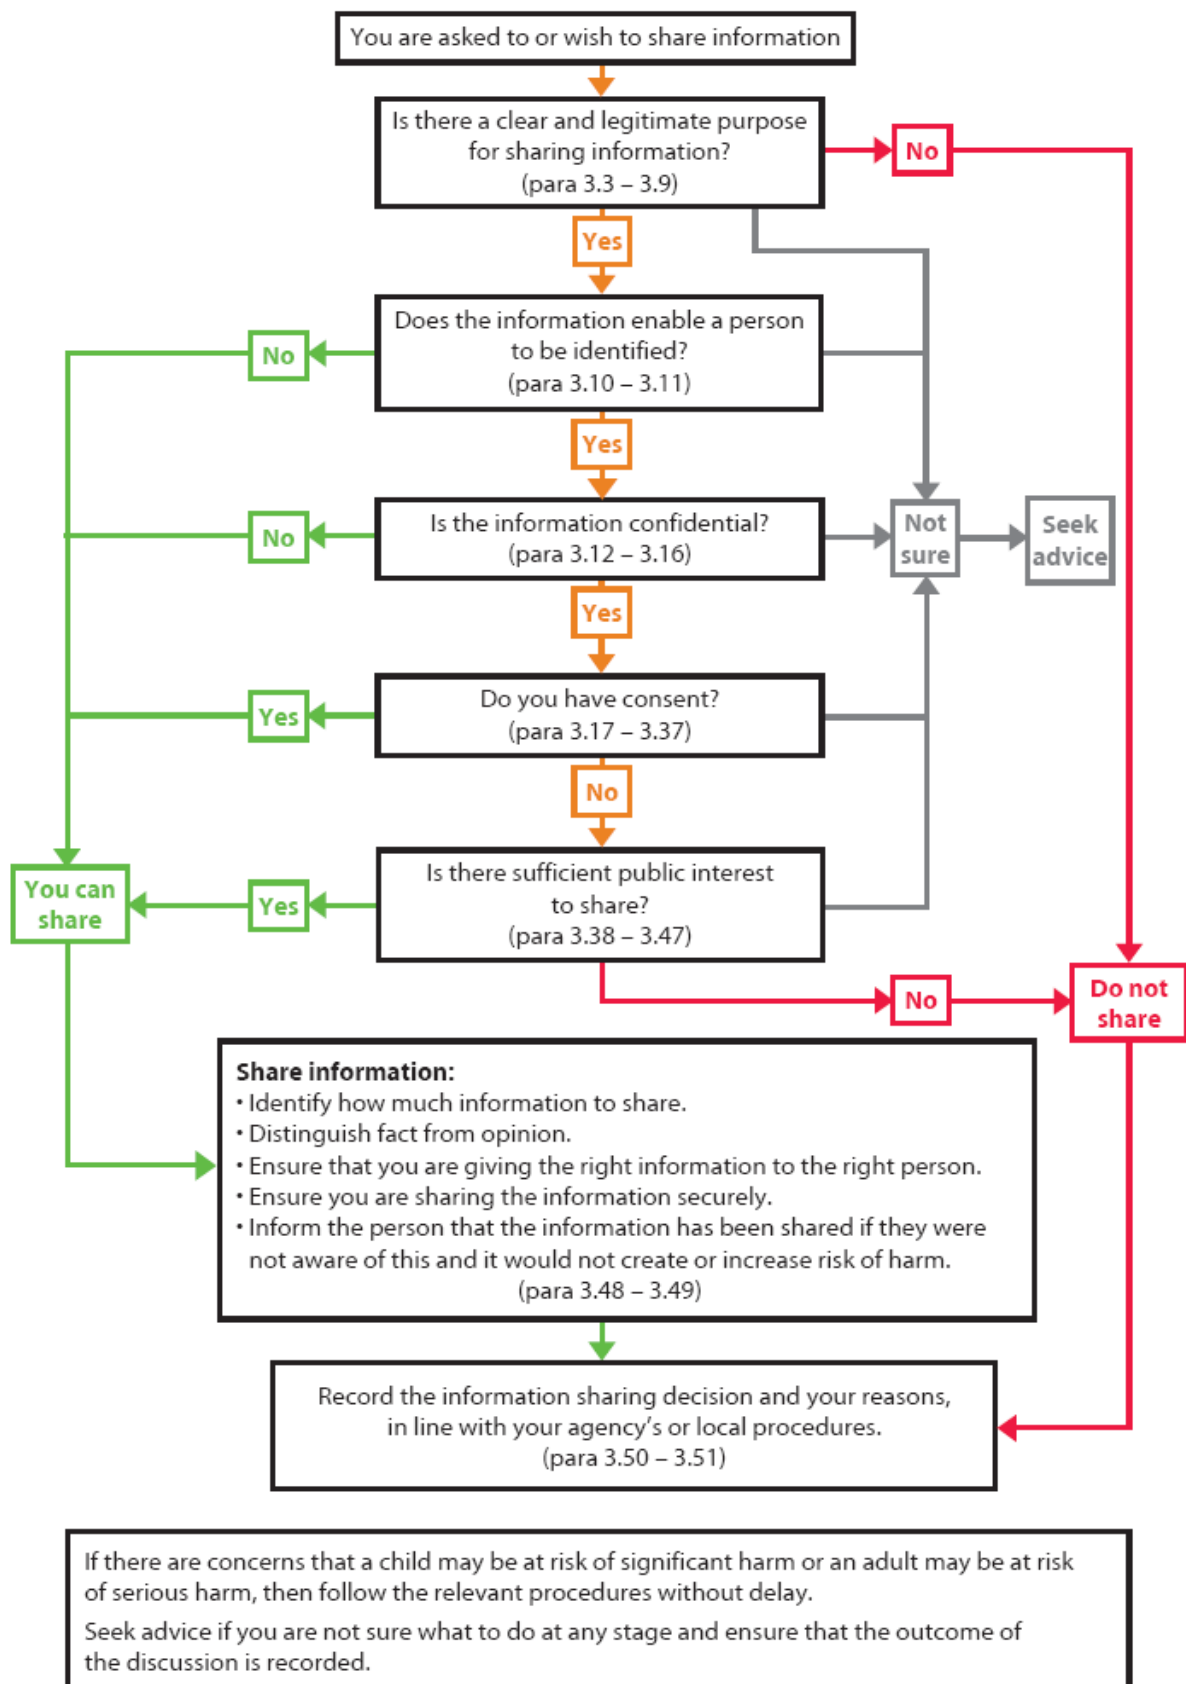 You are asked to or wish to share information
Is there a clear and legitimate purpose
for sharing information?
(para 3.3 – 3.9)
No
Yes
Does the information enable a person
to be identified?
(para 3.10 – 3.11)
No
Yes
Is the information confidential?
(para 3.12 – 3.16)
No
Not
sure
Seek
advice
Yes
Do you have consent?
(para 3.17 – 3.37)
Yes
No
Is there sufficient public interest
to share?
(para 3.38 – 3.47)
Yes
You can
share
No
Do not
share
Share information:
• Identify how much information to share.
• Distinguish fact from opinion.
• Ensure that you are giving the right information to the right person.
• Ensure you are sharing the information securely.
• Inform the person that the information has been shared if they were
not aware of this and it would not create or increase risk of harm.
(para 3.48 – 3.49)
Record the information sharing decision and your reasons,
in line with your agency's or local procedures.
(para 3.50 – 3.51)
If there are concerns that a child may be at risk of significant harm or an adult may be at risk
of serious harm, then follow the relevant procedures without delay.
Seek advice if you are not sure what to do at any stage and ensure that the outcome of
the discussion is recorded.